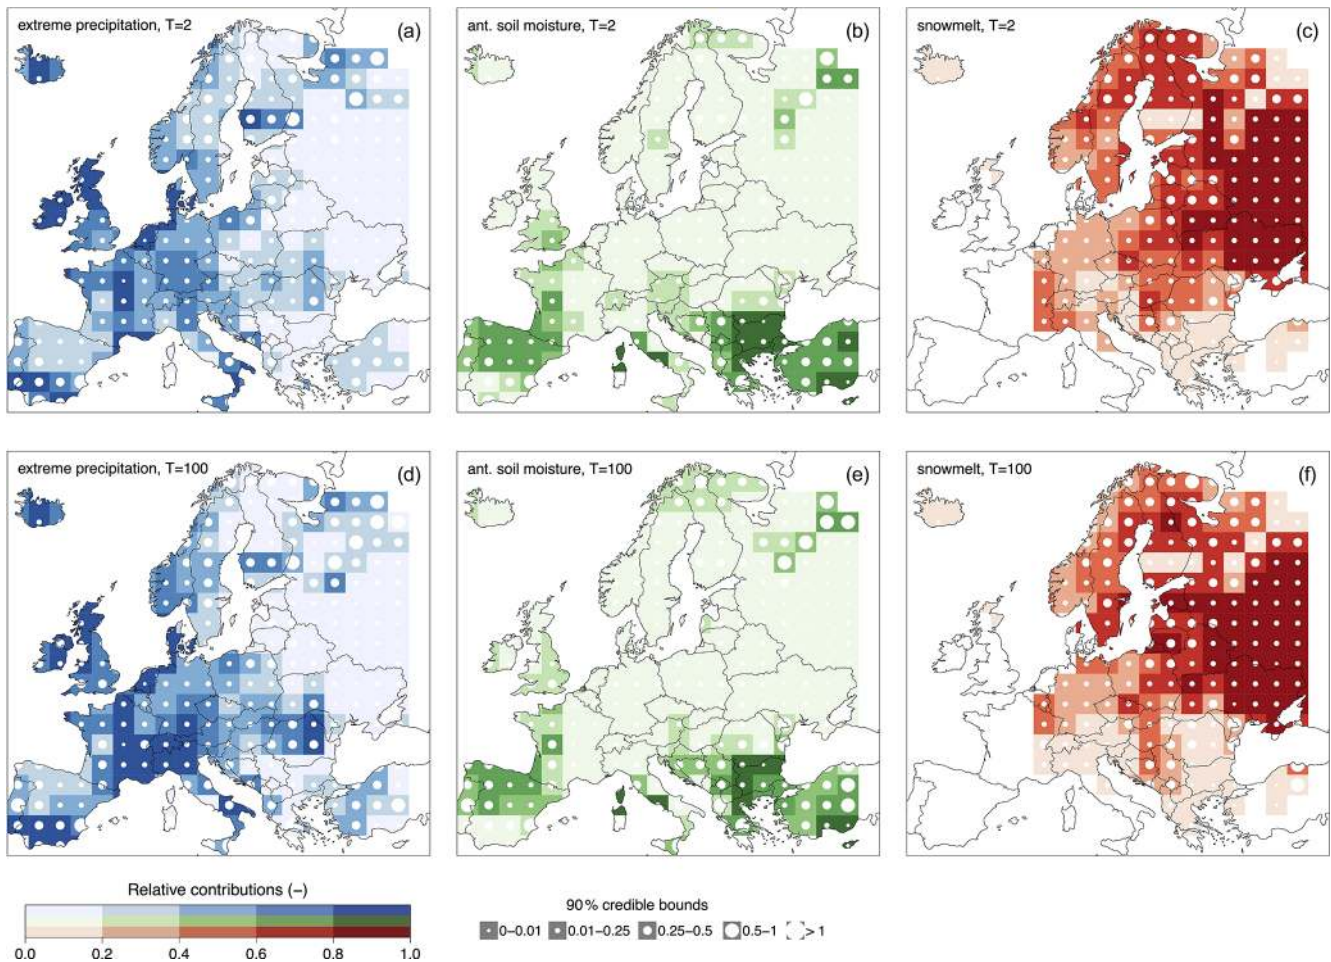 extreme precipitation, T=2 (a)
ant. soil moisture, T=2 (b)
snowmelt, T=2 (c)
extreme precipitation, T=100 (d)
ant. soil moisture, T=100 (e)
snowmelt, T=100 (f)
Relative contributions (−)
0.0 0.2 0.4 0.6 0.8 1.0
90% credible bounds
0−0.01 0.01−0.25 0.25−0.5 0.5−1 > 1